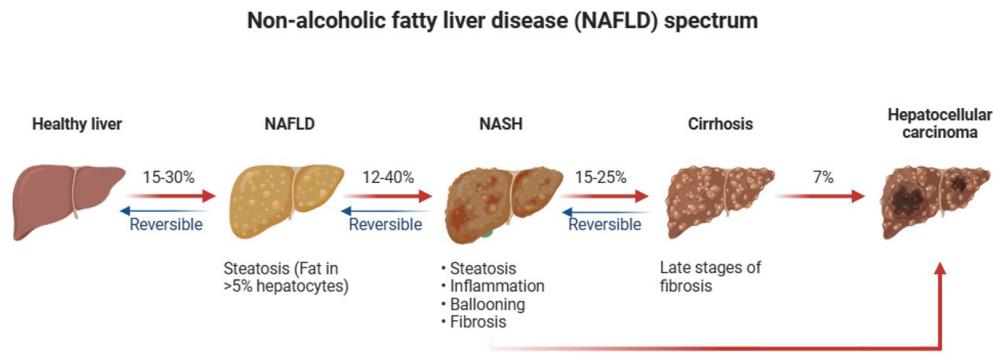 Non-alcoholic fatty liver disease (NAFLD) spectrum
Healthy liver
NAFLD
NASH
Cirrhosis
Hepatocellular
carcinoma
15-30%
Reversible
12-40%
Reversible
15-25%
Reversible
7%
Steatosis (Fat in
>5% hepatocytes)
• Steatosis
• Inflammation
• Ballooning
• Fibrosis
Late stages of
fibrosis